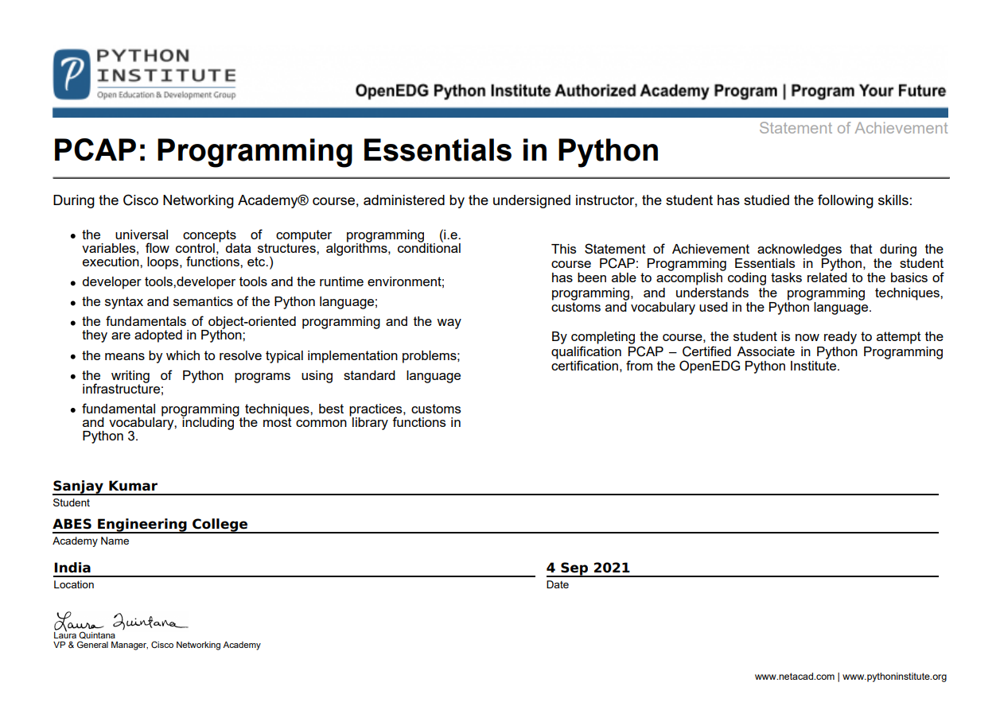 PYTHON
INSTITUTE
Open Education & Development Group
OpenEDG Python Institute Authorized Academy Program | Program Your Future
Statement of Achievement
PCAP: Programming Essentials in Python
During the Cisco Networking Academy® course, administered by the undersigned instructor, the student has studied the following skills:
• the universal concepts of computer programming (i.e.
variables, flow control, data structures, algorithms, conditional
execution, loops, functions, etc.)
• developer tools,developer tools and the runtime environment;
• the syntax and semantics of the Python language;
• the fundamentals of object-oriented programming and the way
they are adopted in Python;
• the means by which to resolve typical implementation problems;
• the writing of Python programs using standard language
infrastructure;
• fundamental programming techniques, best practices, customs
and vocabulary, including the most common library functions in
Python 3.
This Statement of Achievement acknowledges that during the
course PCAP: Programming Essentials in Python, the student
has been able to accomplish coding tasks related to the basics of
programming, and understands the programming techniques,
customs and vocabulary used in the Python language.
By completing the course, the student is now ready to attempt the
qualification PCAP – Certified Associate in Python Programming
certification, from the OpenEDG Python Institute.
Sanjay Kumar
Student
ABES Engineering College
Academy Name
India
Location
4 Sep 2021
Date
Laura Quintana
Laura Quintana
VP & General Manager, Cisco Networking Academy
www.netacad.com | www.pythoninstitute.org